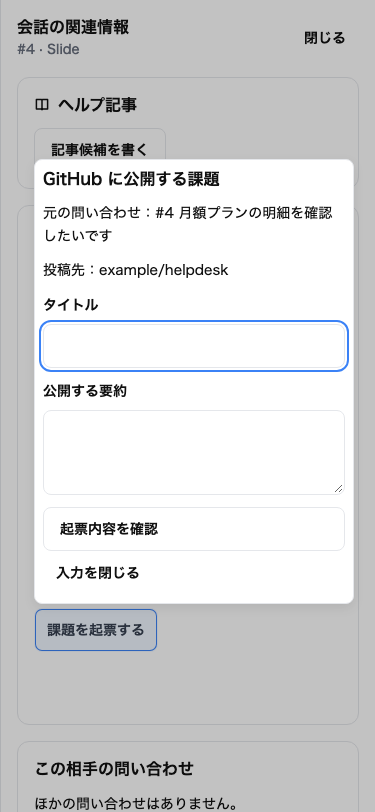 会話の関連情報
#4 · Slide
閉じる
ヘルプ記事
記事候補を書く
GitHub に公開する課題
元の問い合わせ：#4 月額プランの明細を確認
したいです
投稿先：example/helpdesk
タイトル
公開する要約
起票内容を確認
入力を閉じる
課題を起票する
この相手の問い合わせ
ほかの問い合わせはありません。